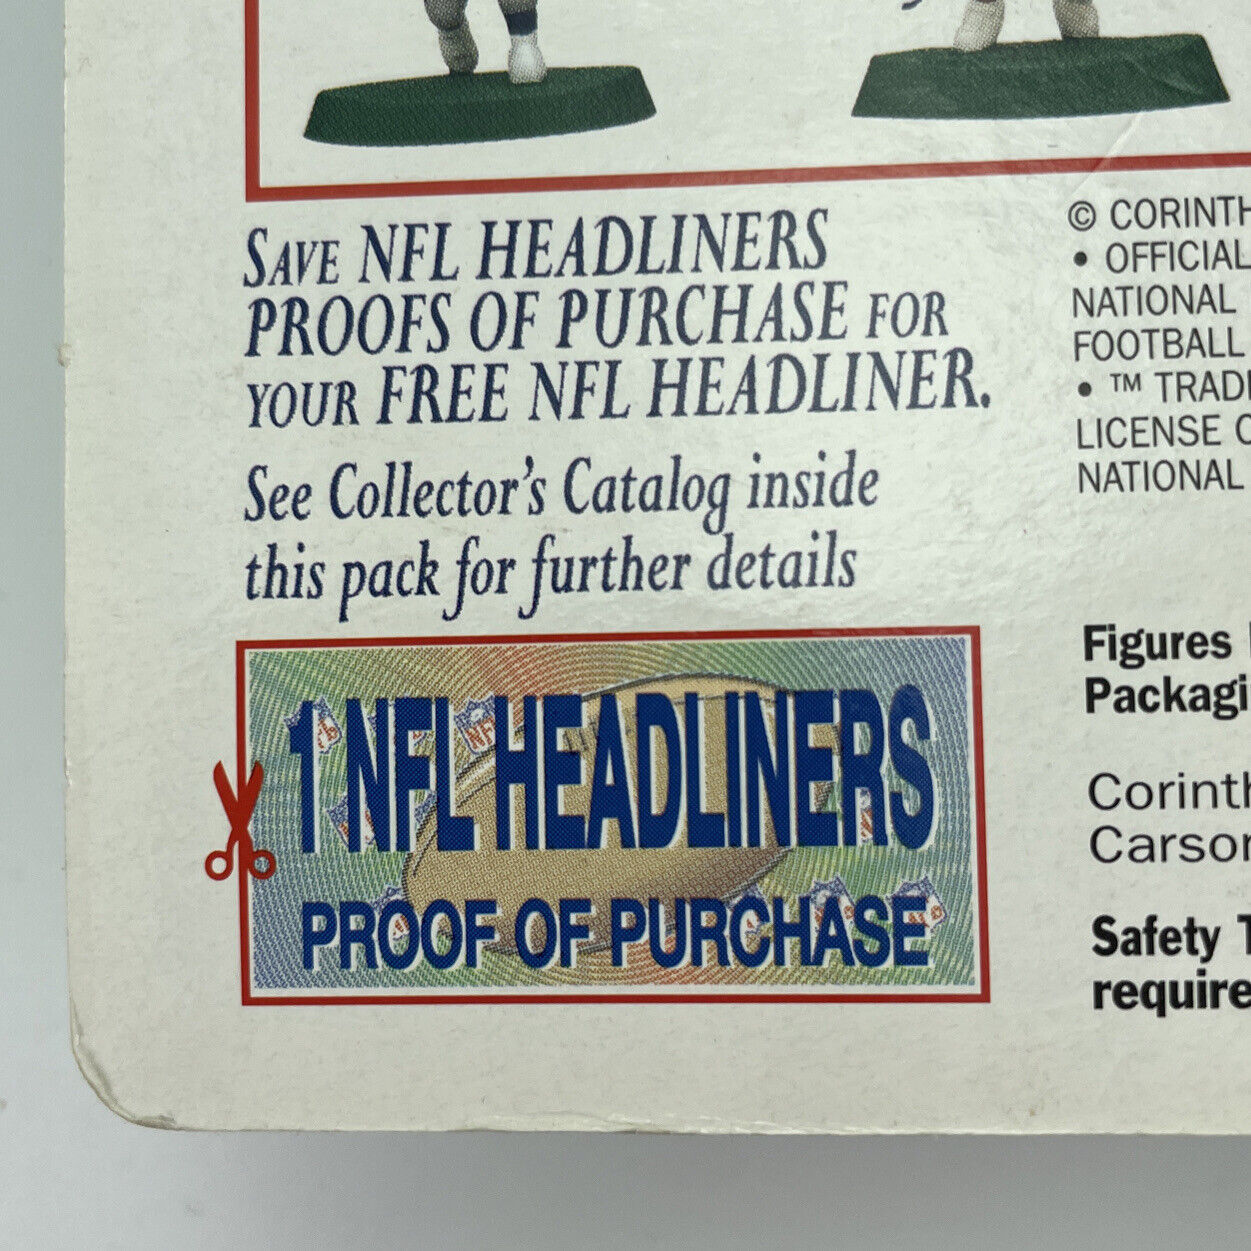 SAVE NFL HEADLINERS
PROOFS OF PURCHASE FOR
YOUR FREE NFL HEADLINER.
See Collector's Catalog inside
this pack for further details
1 NFL HEADLINERS
PROOF OF PURCHASE
© CORINTH
• OFFICIAL
NATIONAL
FOOTBALL
• ™ TRAD
LICENSE
NATIONAL
Figures
Packagi
Corinth
Carson
Safety T
require